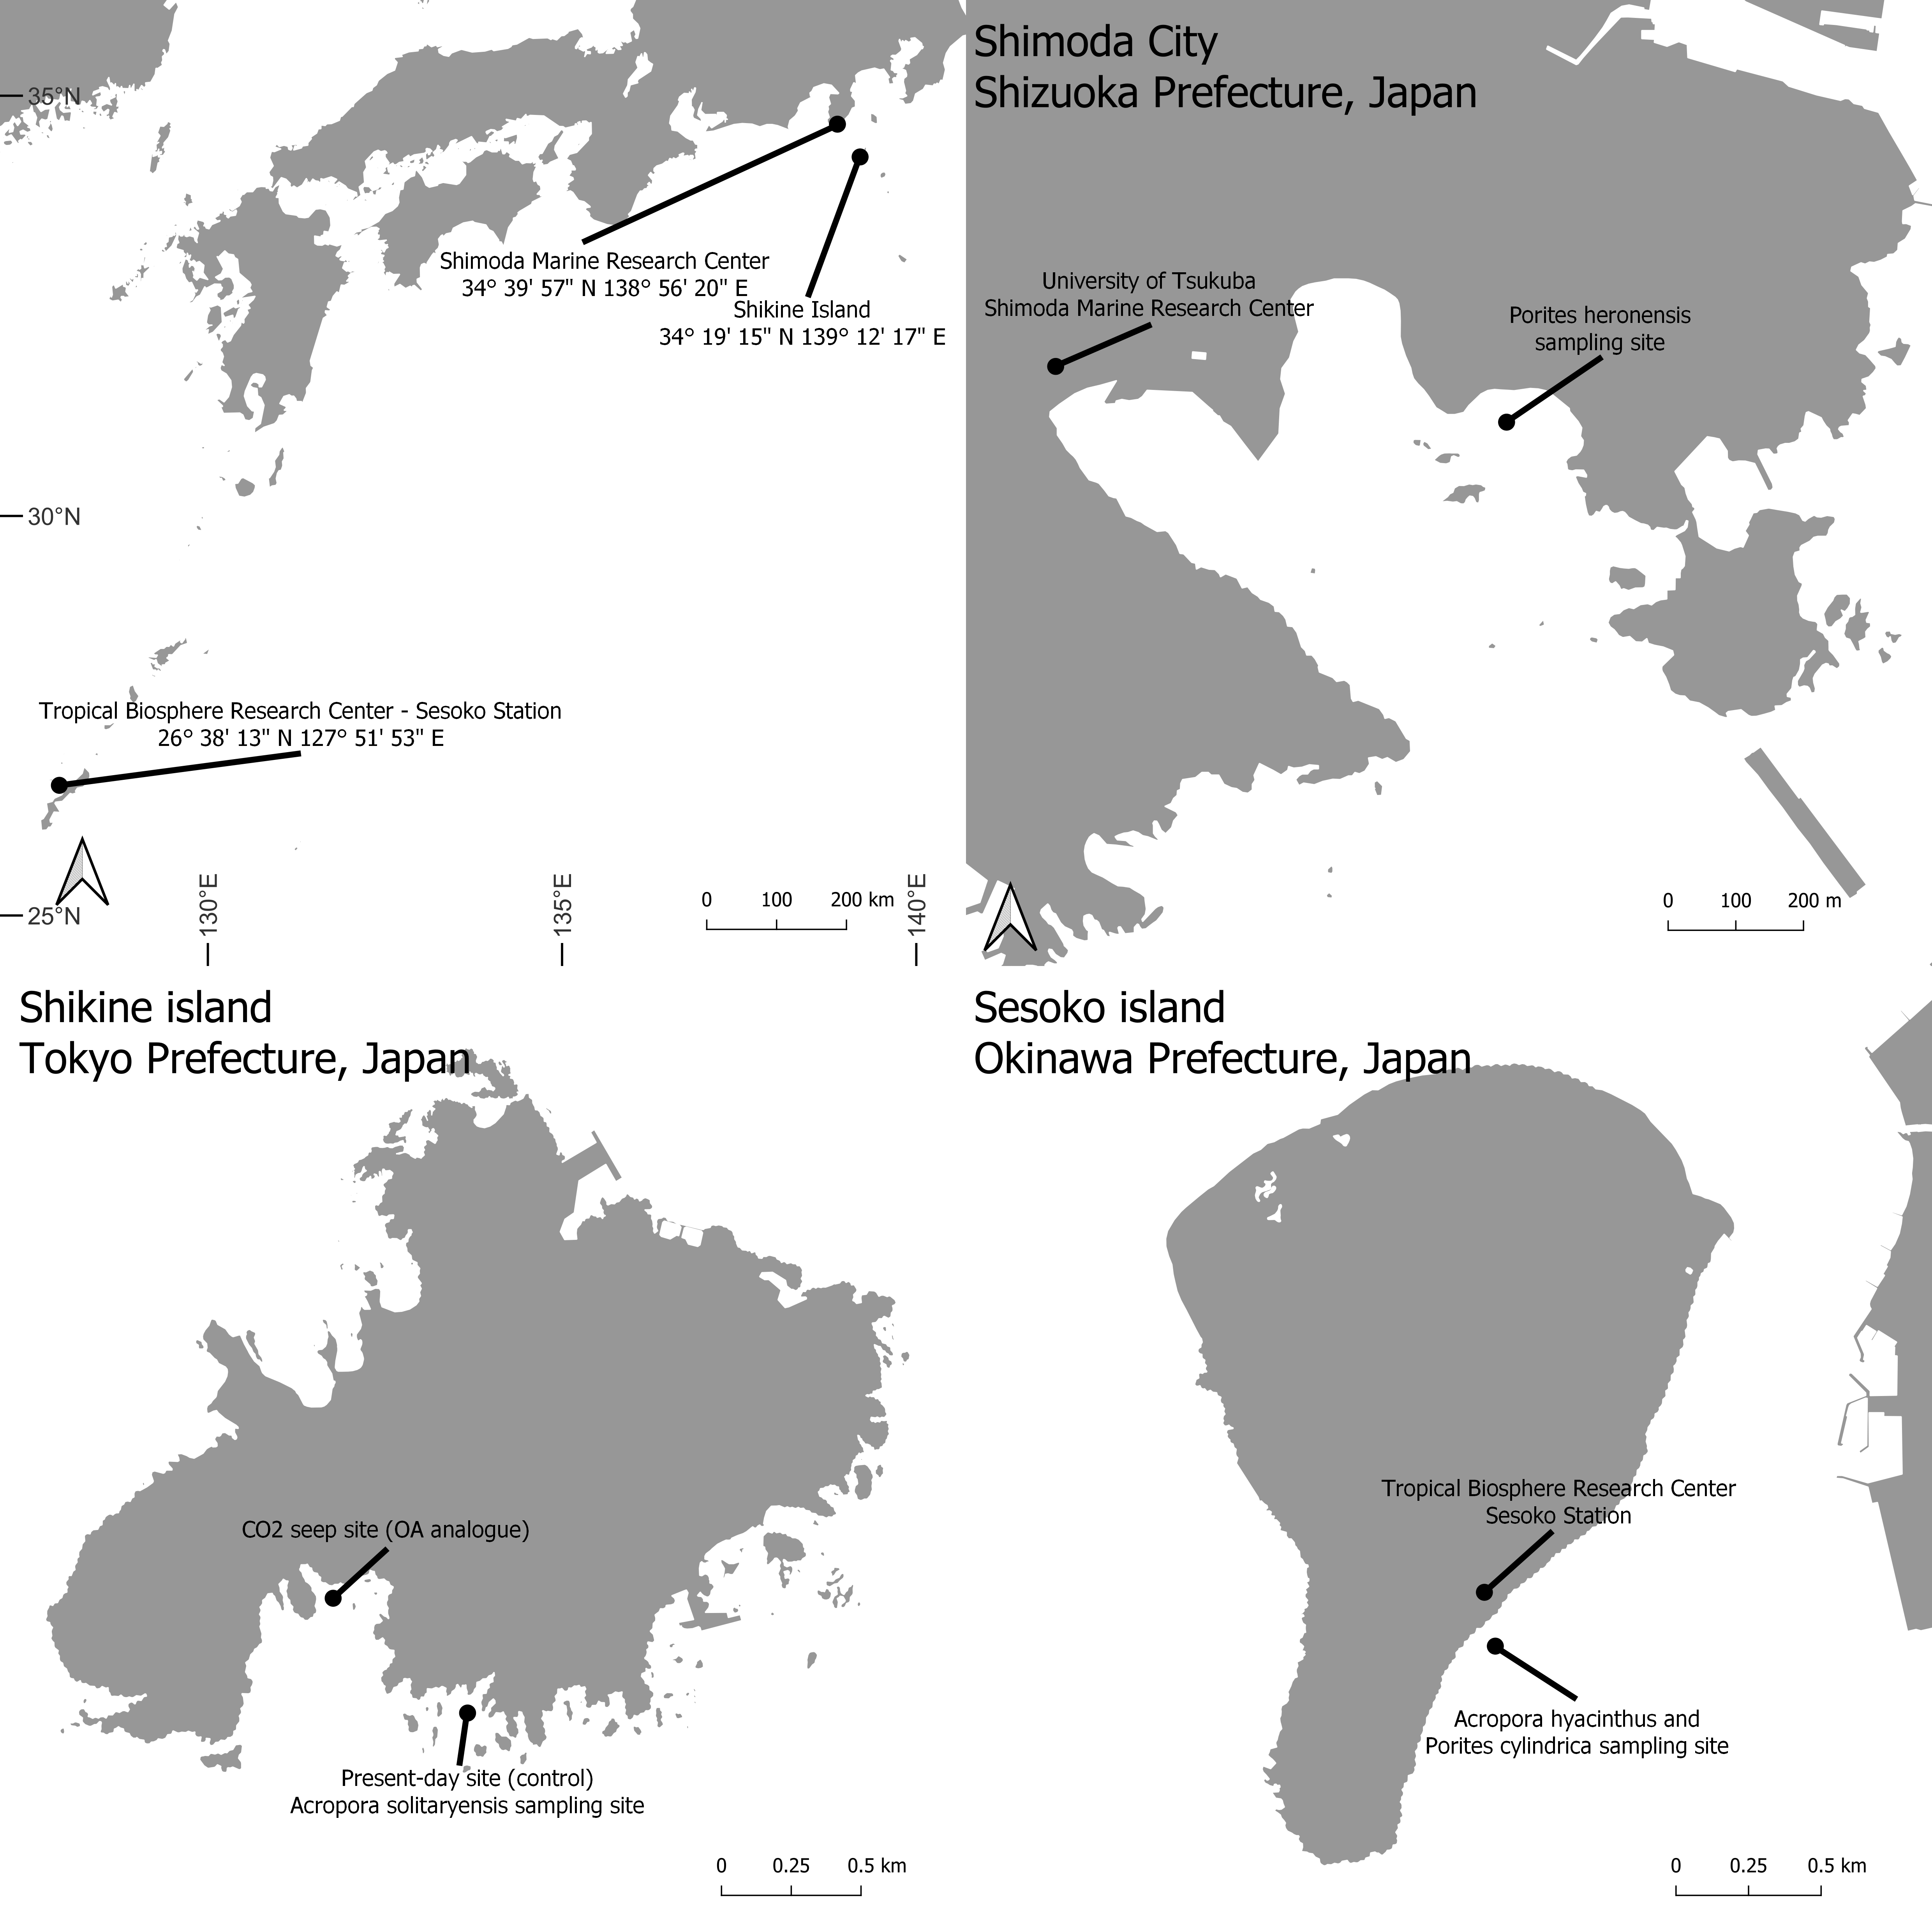 35°N
Shimoda Marine Research Center
34° 39' 57" N 138° 56' 20" E
Shikine Island
34° 19' 15" N 139° 12' 17" E
30°N
Tropical Biosphere Research Center - Sesoko Station
26° 38' 13" N 127° 51' 53" E
25°N
130°E
135°E
140°E
0 100 200 km
Shimoda City
Shizuoka Prefecture, Japan
University of Tsukuba
Shimoda Marine Research Center
Porites heronensis
sampling site
0 100 200 m
Shikine island
Tokyo Prefecture, Japan
CO2 seep site (OA analogue)
Present-day site (control)
Acropora solitaryensis sampling site
0 0.25 0.5 km
Sesoko island
Okinawa Prefecture, Japan
Tropical Biosphere Research Center
Sesoko Station
Acropora hyacinthus and
Porites cylindrica sampling site
0 0.25 0.5 km